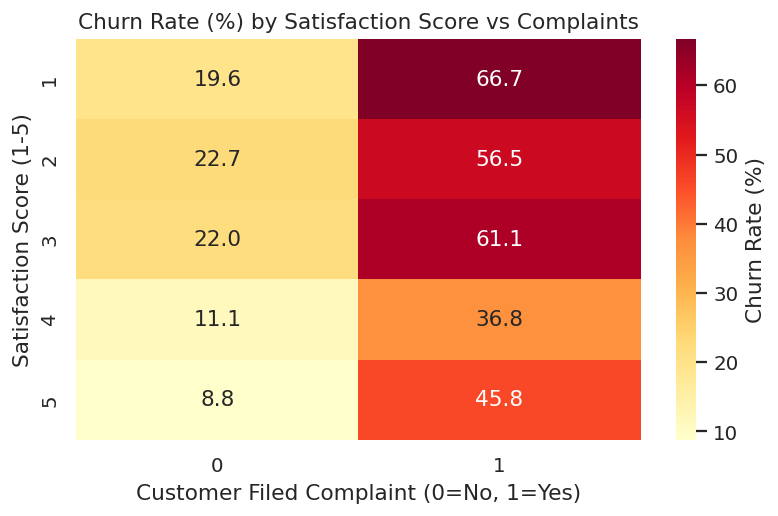 Churn Rate (%) by Satisfaction Score vs Complaints
Satisfaction Score (1-5)
1 19.6 66.7
2 22.7 56.5
3 22.0 61.1
4 11.1 36.8
5 8.8 45.8
0 1
Customer Filed Complaint (0=No, 1=Yes)
60
50
40
30
20
10
Churn Rate (%)